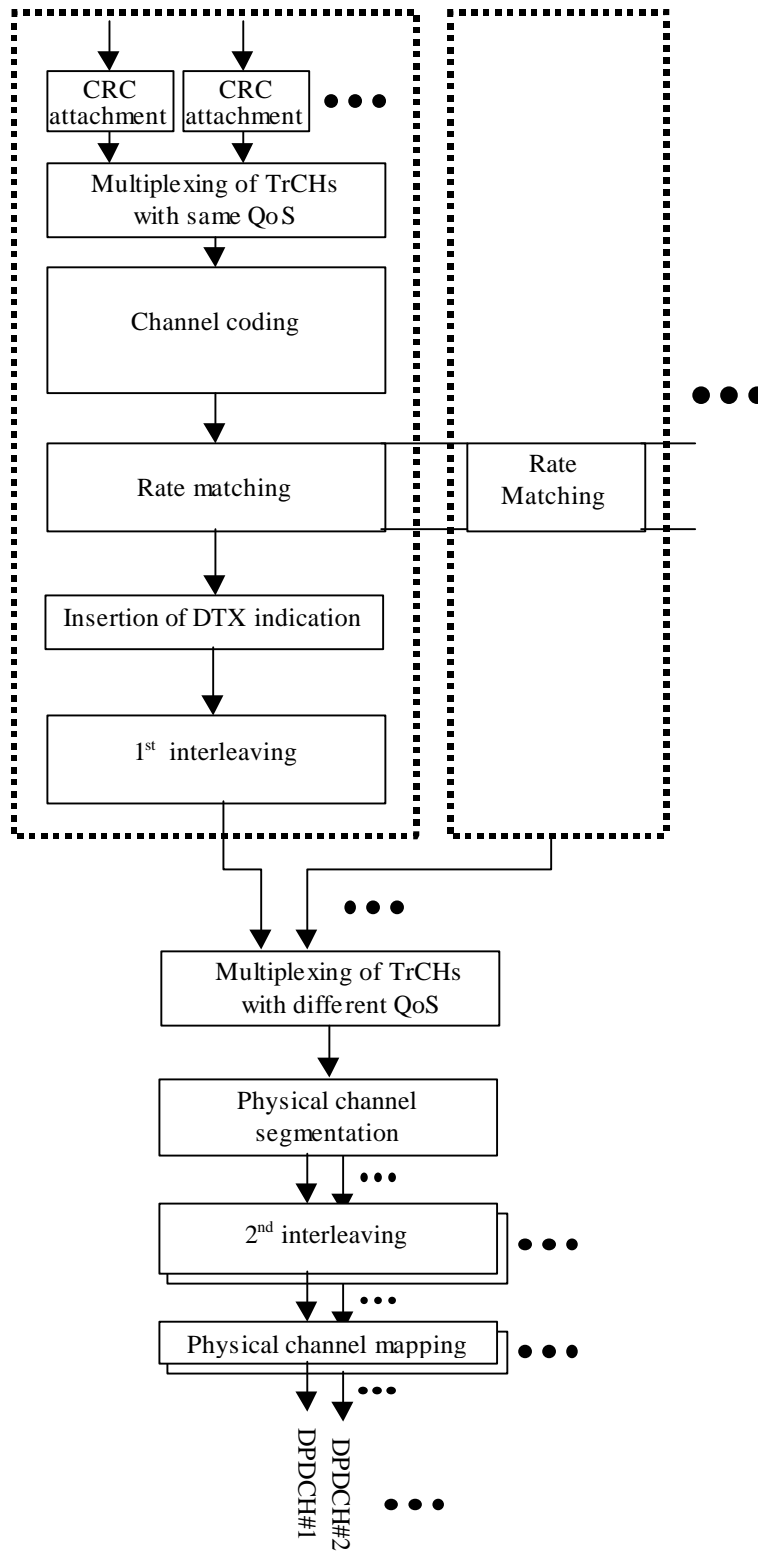 CRC
attachment
CRC
attachment
Multiplexing of TrCHs
with same QoS
Channel coding
Rate matching
Rate
Matching
Insertion of DTX indication
1st interleaving
Multiplexing of TrCHs
with different QoS
Physical channel
segmentation
2nd interleaving
Physical channel mapping
DPDCH#1
DPDCH#2